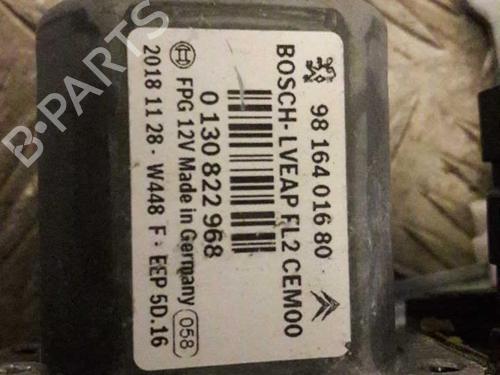 98 164 016 80
BOSCH-LVEAP FL2 CEM00
0 130 822 968
FPG 12V Made in Germany 058
2018 11 28 - W448 F - EEP 5D.16
B-PARTS